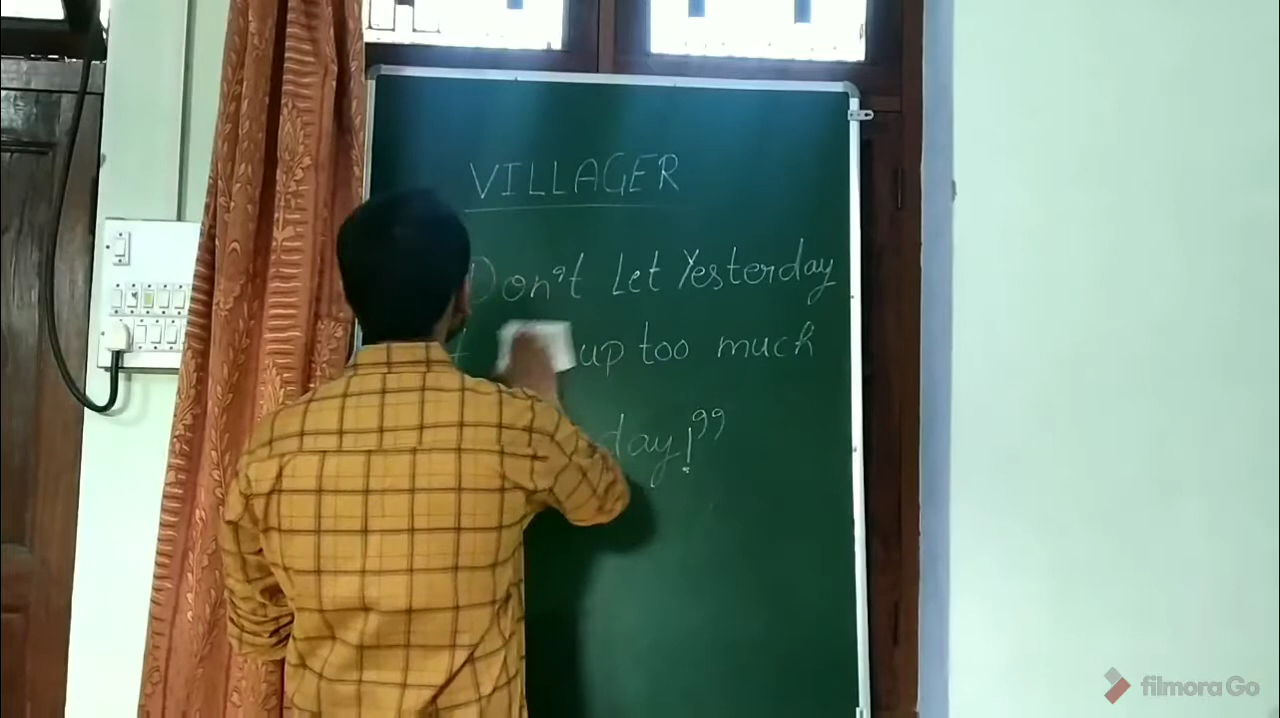 VILLAGER
Don't Let Yesterday
up too much
day!"
filmora Go